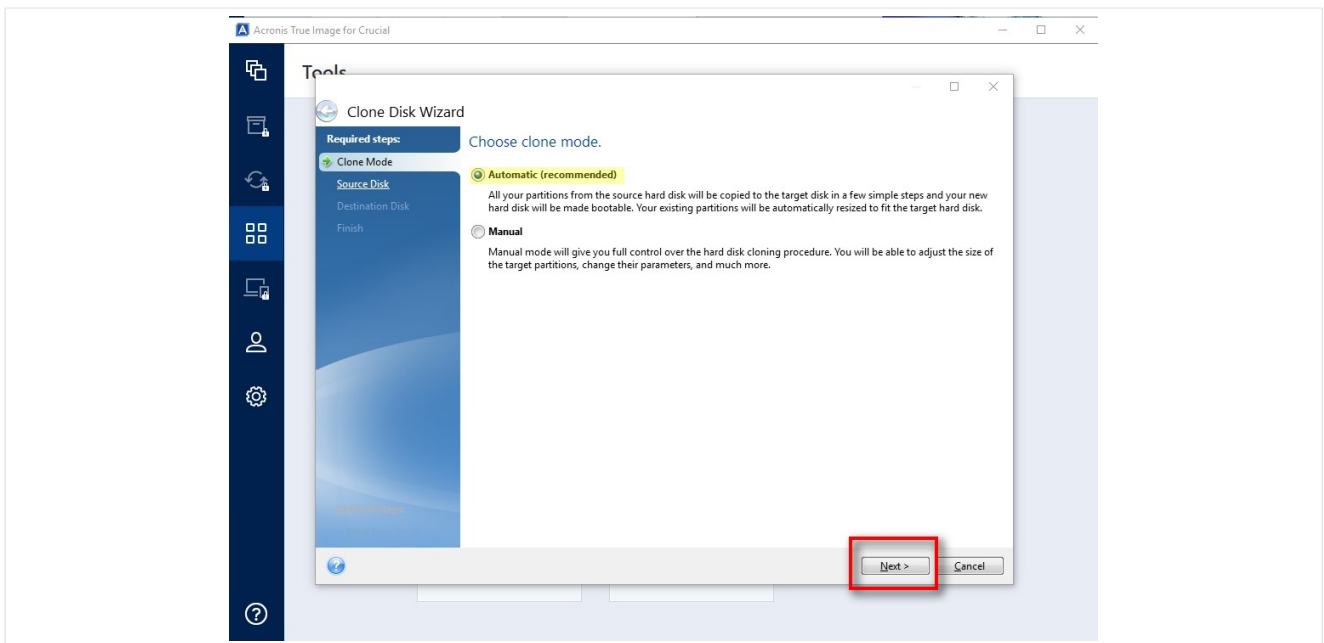 Acronis True Image for Crucial
Tools
Clone Disk Wizard
Required steps:
Clone Mode
Source Disk
Destination Disk
Finish
Choose clone mode.
Automatic (recommended)
All your partitions from the source hard disk will be copied to the target disk in a few simple steps and your new
hard disk will be made bootable. Your existing partitions will be automatically resized to fit the target hard disk.
Manual
Manual mode will give you full control over the hard disk cloning procedure. You will be able to adjust the size of
the target partitions, change their parameters, and much more.
Next >
Cancel